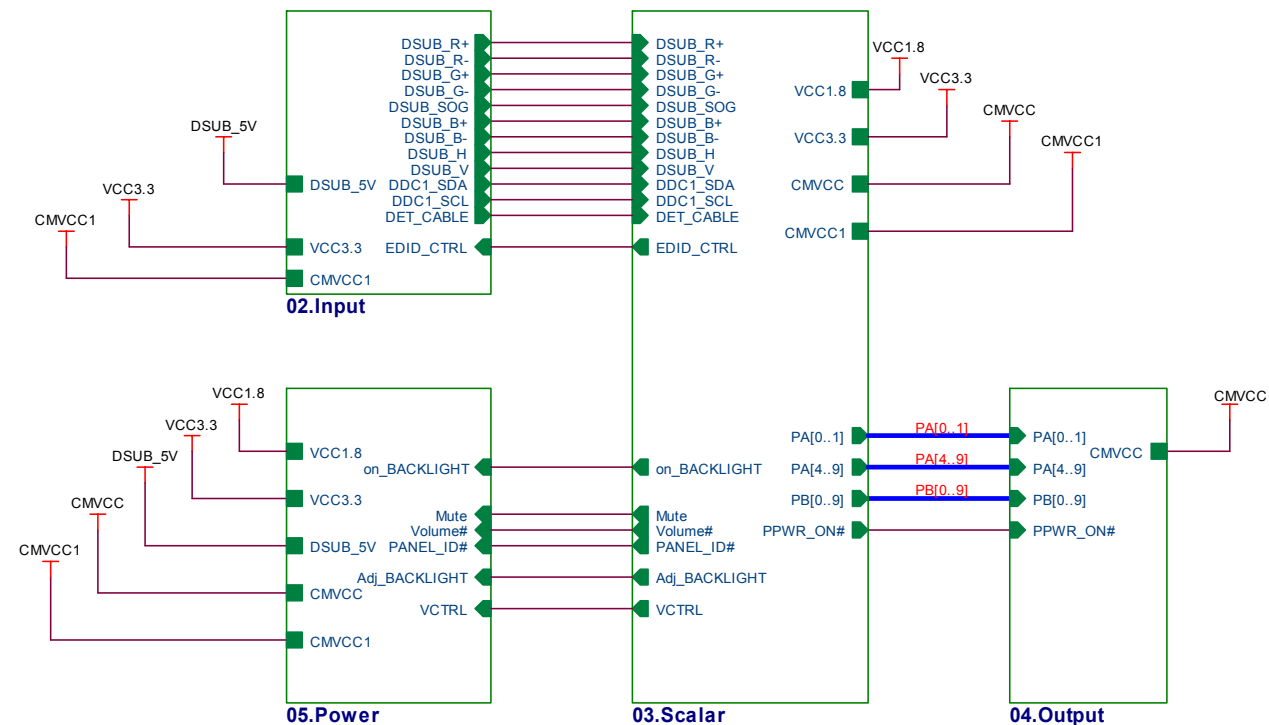 DSUB_5V
VCC3.3
CMVCC1
DSUB_5V
VCC3.3
CMVCC1
DSUB_R+
DSUB_R-
DSUB_G+
DSUB_G-
DSUB_SOG
DSUB_B+
DSUB_B-
DSUB_H
DSUB_V
DDC1_SDA
DDC1_SCL
DET_CABLE
EDID_CTRL
02.Input
DSUB_R+
DSUB_R-
DSUB_G+
DSUB_G-
DSUB_SOG
DSUB_B+
DSUB_B-
DSUB_H
DSUB_V
DDC1_SDA
DDC1_SCL
DET_CABLE
EDID_CTRL
VCC1.8
VCC3.3
CMVCC
CMVCC1
VCC1.8
VCC3.3
CMVCC
CMVCC1
VCC1.8
VCC3.3
DSUB_5V
CMVCC
CMVCC1
VCC1.8
VCC3.3
DSUB_5V
CMVCC
CMVCC1
on_BACKLIGHT
Mute
Volume#
PANEL_ID#
Adj_BACKLIGHT
VCTRL
05.Power
on_BACKLIGHT
Mute
Volume#
PANEL_ID#
Adj_BACKLIGHT
VCTRL
PA[0..1]
PA[4..9]
PB[0..9]
PPWR_ON#
03.Scalar
PA[0..1]
PA[4..9]
PB[0..9]
PA[0..1]
PA[4..9]
PB[0..9]
PPWR_ON#
CMVCC
CMVCC
04.Output